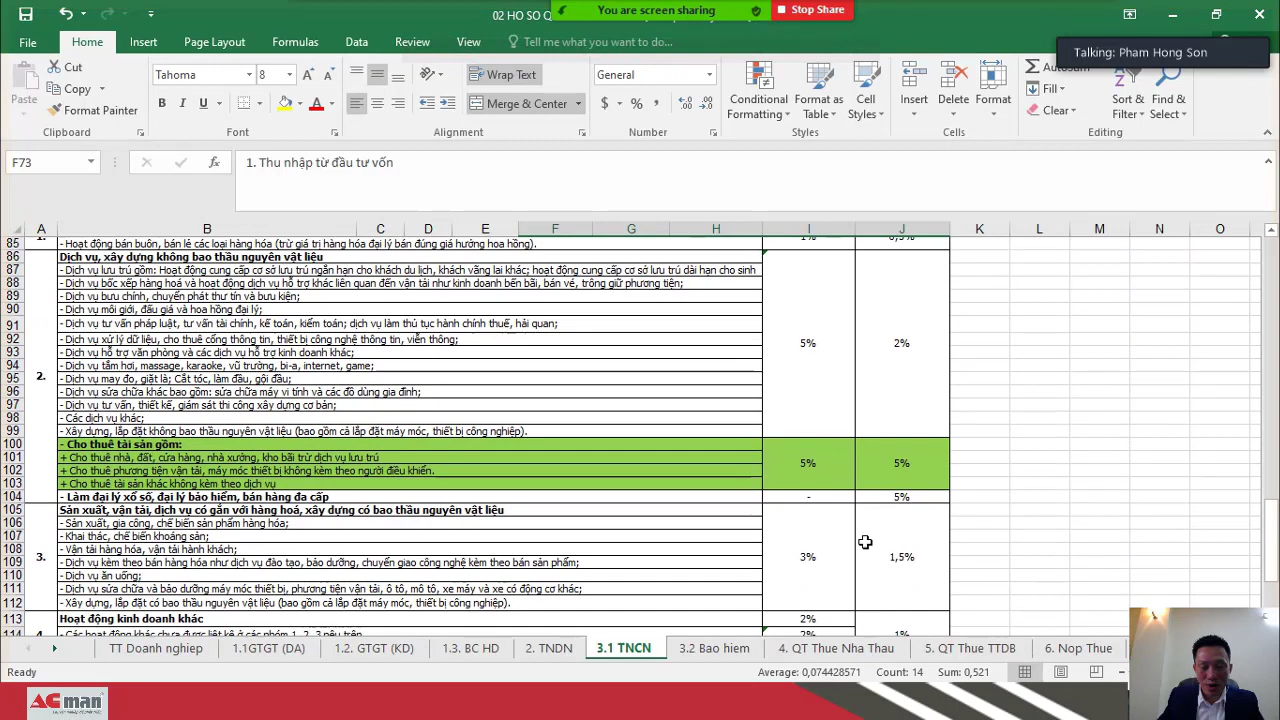 02 HO SO Q
You are screen sharing
Stop Share
File
Home
Insert
Page Layout
Formulas
Data
Review
View
Tell me what you want to do...
Talking: Pham Hong Son
Paste
Cut
Copy
Format Painter
Clipboard
Tahoma
8
B I U
A
Font
Wrap Text
Merge & Center
Alignment
General
$ % ,
Number
Conditional
Formatting
Format as
Table
Cell
Styles
Styles
Insert
Delete
Format
Cells
Fill
Clear
Sort &
Filter
Find &
Select
Editing
F73
fx
1. Thu nhập từ đầu tư vốn
A B C D E F G H I J K L M N O
85 - Hoạt động bán buôn, bán lẻ các loại hàng hóa (trừ giá trị hàng hóa đại lý bán đúng giá hưởng hoa hồng). 1% 0,5%
86 Dịch vụ, xây dựng không bao thầu nguyên vật liệu
87 - Dịch vụ lưu trú gồm: Hoạt động cung cấp cơ sở lưu trú ngắn hạn cho khách du lịch, khách vãng lai khác; hoạt động cung cấp cơ sở lưu trú dài hạn cho sinh
88 - Dịch vụ bốc xếp hàng hoá và hoạt động dịch vụ hỗ trợ khác liên quan đến vận tải như kinh doanh bến bãi, bán vé, trông giữ phương tiện;
89 - Dịch vụ bưu chính, chuyển phát thư tín và bưu kiện;
90 - Dịch vụ môi giới, đấu giá và hoa hồng đại lý;
91 - Dịch vụ tư vấn pháp luật, tư vấn tài chính, kế toán, kiểm toán; dịch vụ làm thủ tục hành chính thuế, hải quan;
92 - Dịch vụ xử lý dữ liệu, cho thuê cổng thông tin, thiết bị công nghệ thông tin, viễn thông;
5% 2%
93 - Dịch vụ hỗ trợ văn phòng và các dịch vụ hỗ trợ kinh doanh khác;
94 - Dịch vụ tắm hơi, massage, karaoke, vũ trường, bi-a, internet, game;
2.
95 - Dịch vụ may đo, giặt là; Cắt tóc, làm đầu, gội đầu;
96 - Dịch vụ sửa chữa khác bao gồm: sửa chữa máy vi tính và các đồ dùng gia đình;
97 - Dịch vụ tư vấn, thiết kế, giám sát thi công xây dựng cơ bản;
98 - Các dịch vụ khác;
99 - Xây dựng, lắp đặt không bao thầu nguyên vật liệu (bao gồm cả lắp đặt máy móc, thiết bị công nghiệp).
100 - Cho thuê tài sản gồm:
101 + Cho thuê nhà, đất, cửa hàng, nhà xưởng, kho bãi trừ dịch vụ lưu trú
5% 5%
102 + Cho thuê phương tiện vận tải, máy móc thiết bị không kèm theo người điều khiển.
103 + Cho thuê tài sản khác không kèm theo dịch vụ
104 - Làm đại lý xổ số, đại lý bảo hiểm, bán hàng đa cấp - 5%
105 Sản xuất, vận tải, dịch vụ có gắn với hàng hoá, xây dựng có bao thầu nguyên vật liệu
106 - Sản xuất, gia công, chế biến sản phẩm hàng hóa;
107 - Khai thác, chế biến khoáng sản;
108 - Vận tải hàng hóa, vận tải hành khách;
3. 3% 1,5%
109 - Dịch vụ kèm theo bán hàng hóa như dịch vụ đào tạo, bảo dưỡng, chuyển giao công nghệ kèm theo bán sản phẩm;
110 - Dịch vụ ăn uống;
111 - Dịch vụ sửa chữa và bảo dưỡng máy móc thiết bị, phương tiện vận tải, ô tô, mô tô, xe máy và xe có động cơ khác;
112 - Xây dựng, lắp đặt có bao thầu nguyên vật liệu (bao gồm cả lắp đặt máy móc, thiết bị công nghiệp).
113 Hoạt động kinh doanh khác 2%
114 4. - Các hoạt động khác chưa được liệt kê ở các nhóm 1, 2, 3 nêu trên 2% 1%
TT Doanh nghiep
1.1GTGT (DA)
1.2. GTGT (KD)
1.3. BC HD
2. TNDN
3.1 TNCN
3.2 Bao hiem
4. QT Thue Nha Thau
5. QT Thue TTDB
6. Nop Thue
Ready
Average: 0,074428571
Count: 14
Sum: 0,521
ACman